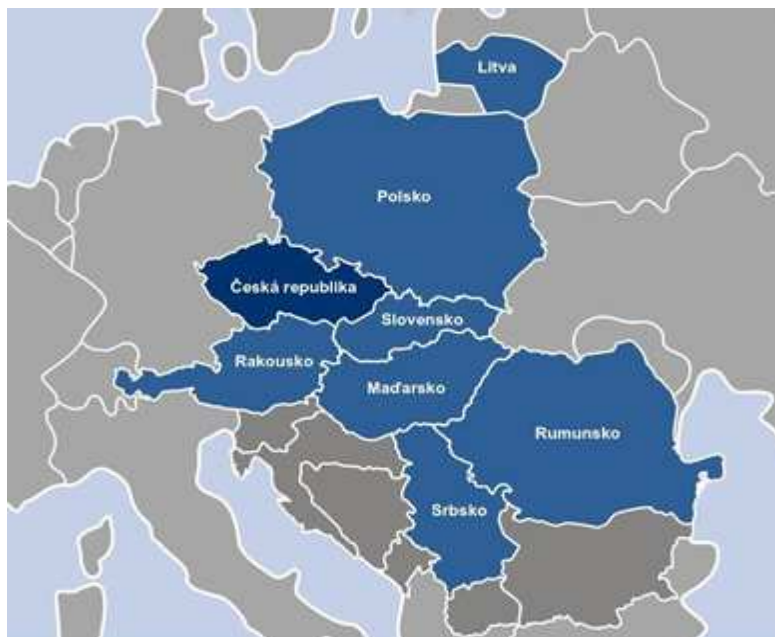 Litva
Polsko
Česká republika
Slovensko
Rakousko
Maďarsko
Rumunsko
Srbsko